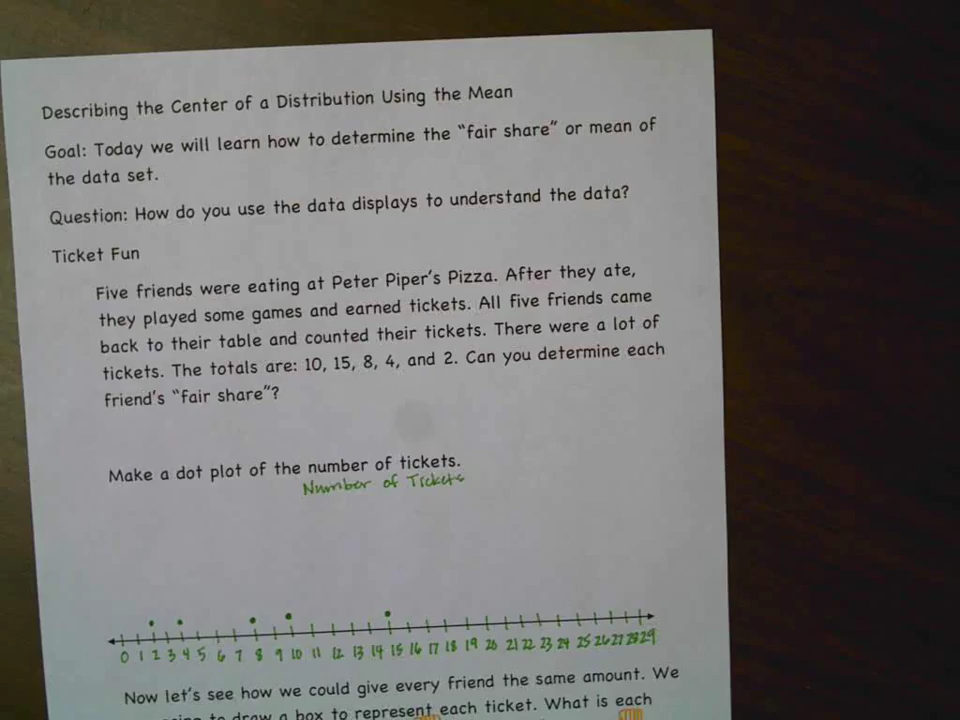 Describing the Center of a Distribution Using the Mean
Goal: Today we will learn how to determine the “fair share” or mean of
the data set.
Question: How do you use the data displays to understand the data?
Ticket Fun
Five friends were eating at Peter Piper’s Pizza. After they ate,
they played some games and earned tickets. All five friends came
back to their table and counted their tickets. There were a lot of
tickets. The totals are: 10, 15, 8, 4, and 2. Can you determine each
friend’s “fair share”?
Make a dot plot of the number of tickets.
Number of Tickets
0 1 2 3 4 5 6 7 8 9 10 11 12 13 14 15 16 17 18 19 20 21 22 23 24 25 26 27 28 29
Now let’s see how we could give every friend the same amount. We
to draw a box to represent each ticket. What is each